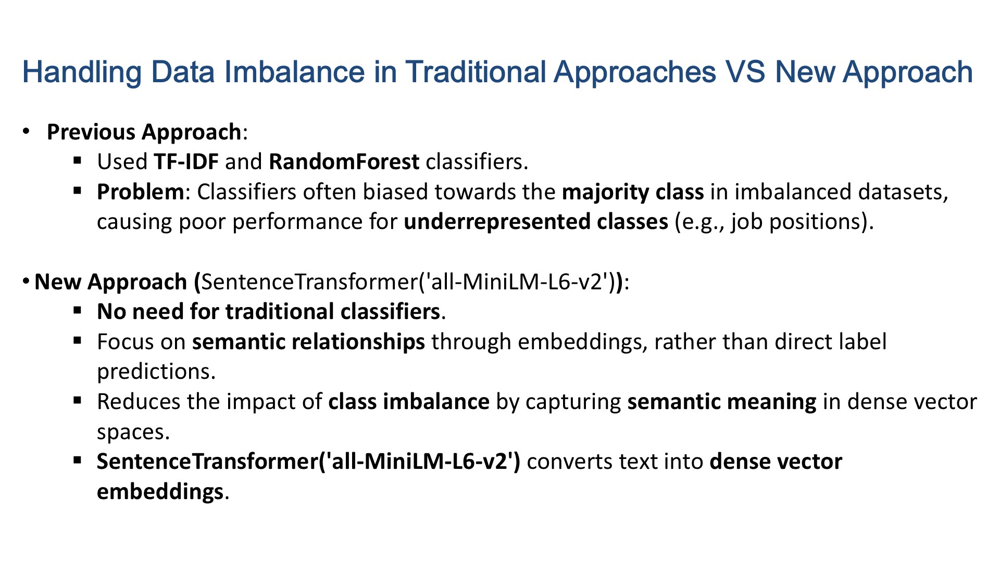 Handling Data Imbalance in Traditional Approaches VS New Approach
• Previous Approach:
▪ Used TF-IDF and RandomForest classifiers.
▪ Problem: Classifiers often biased towards the majority class in imbalanced datasets,
causing poor performance for underrepresented classes (e.g., job positions).
• New Approach (SentenceTransformer('all-MiniLM-L6-v2')):
▪ No need for traditional classifiers.
▪ Focus on semantic relationships through embeddings, rather than direct label
predictions.
▪ Reduces the impact of class imbalance by capturing semantic meaning in dense vector
spaces.
▪ SentenceTransformer('all-MiniLM-L6-v2') converts text into dense vector
embeddings.